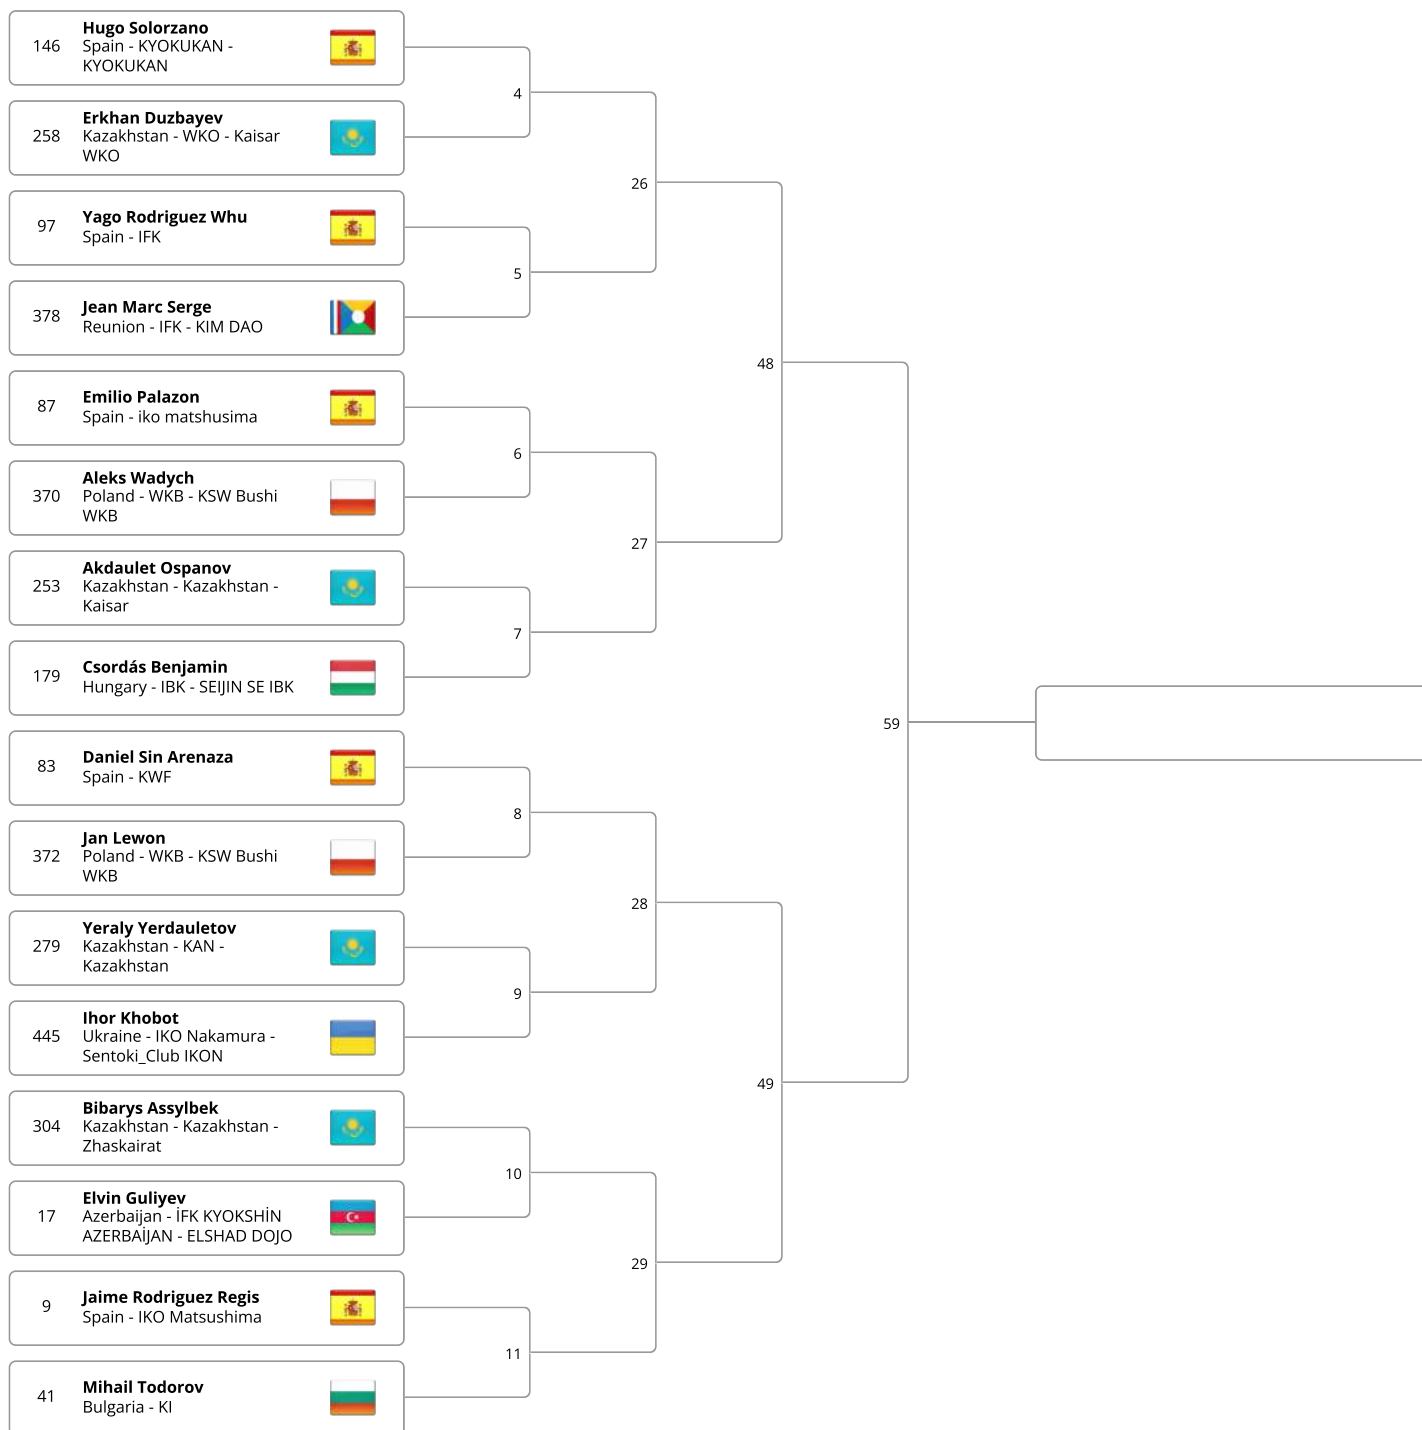 146
Hugo Solorzano
Spain - KYOKUKAN -
KYOKUKAN
4
258
Erkhan Duzbayev
Kazakhstan - WKO - Kaisar
WKO
26
97
Yago Rodriguez Whu
Spain - IFK
5
378
Jean Marc Serge
Reunion - IFK - KIM DAO
48
87
Emilio Palazon
Spain - iko matshusima
6
370
Aleks Wadych
Poland - WKB - KSW Bushi
WKB
27
253
Akdaulet Ospanov
Kazakhstan - Kazakhstan -
Kaisar
7
179
Csordás Benjamin
Hungary - IBK - SEIJIN SE IBK
59
83
Daniel Sin Arenaza
Spain - KWF
8
372
Jan Lewon
Poland - WKB - KSW Bushi
WKB
28
279
Yeraly Yerdauletov
Kazakhstan - KAN -
Kazakhstan
9
445
Ihor Khobot
Ukraine - IKO Nakamura -
Sentoki_Club IKON
49
304
Bibarys Assylbek
Kazakhstan - Kazakhstan -
Zhaskairat
10
17
Elvin Guliyev
Azerbaijan - İFK KYOKSHİN
AZERBAİJAN - ELSHAD DOJO
29
9
Jaime Rodriguez Regis
Spain - IKO Matsushima
11
41
Mihail Todorov
Bulgaria - KI